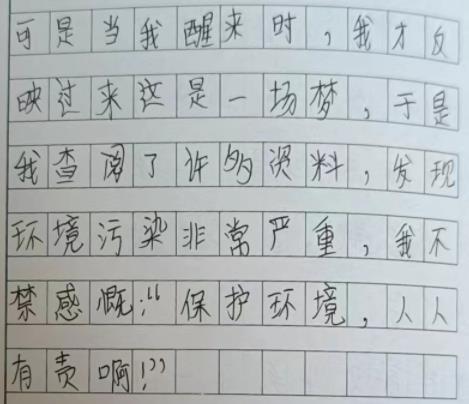 可是当我醒来时，我才反
映过来这是一场梦，于是
我查阅了许多资料，发现
环境污染非常严重，我不
禁感慨：“保护环境，人人
有责啊！”